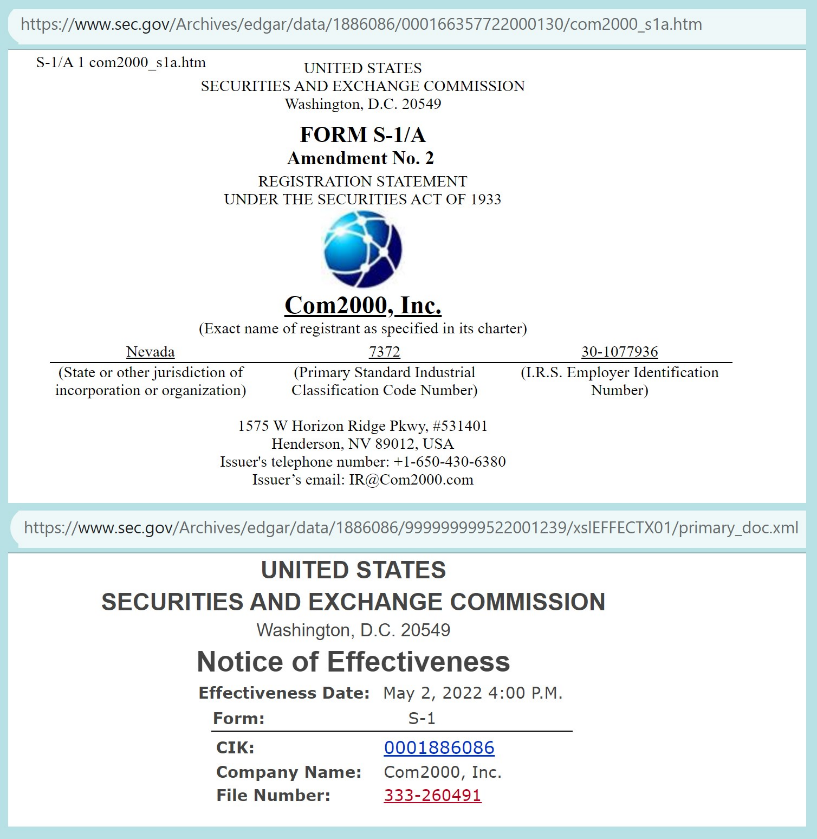 https://www.sec.gov/Archives/edgar/data/1886086/000166357722000130/com2000_s1a.htm
S-1/A 1 com2000_s1a.htm
UNITED STATES
SECURITIES AND EXCHANGE COMMISSION
Washington, D.C. 20549
FORM S-1/A
Amendment No. 2
REGISTRATION STATEMENT
UNDER THE SECURITIES ACT OF 1933
Com2000, Inc.
(Exact name of registrant as specified in its charter)
Nevada 7372 30-1077936
(State or other jurisdiction of (Primary Standard Industrial (I.R.S. Employer Identification
incorporation or organization) Classification Code Number) Number)
1575 W Horizon Ridge Pkwy, #531401
Henderson, NV 89012, USA
Issuer's telephone number: +1-650-430-6380
Issuer’s email: IR@Com2000.com
https://www.sec.gov/Archives/edgar/data/1886086/999999999522001239/xslEFFECTX01/primary_doc.xml
UNITED STATES
SECURITIES AND EXCHANGE COMMISSION
Washington, D.C. 20549
Notice of Effectiveness
Effectiveness Date: May 2, 2022 4:00 P.M.
Form: S-1
CIK: 0001886086
Company Name: Com2000, Inc.
File Number: 333-260491